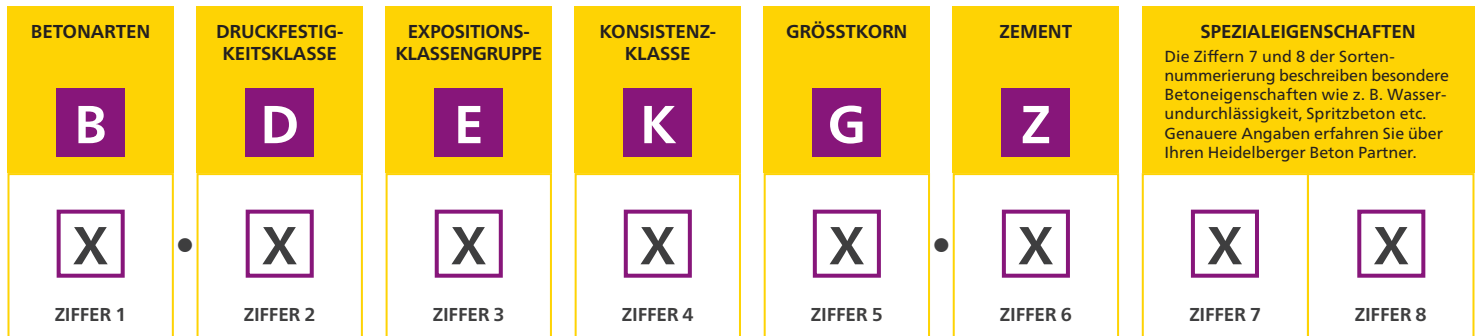 BETONARTEN
DRUCKFESTIG-
KEITSKLASSE
EXPOSITIONS-
KLASSENGRUPPE
KONSISTENZ-
KLASSE
GRÖSSTKORN
ZEMENT
SPEZIALEIGENSCHAFTEN
Die Ziffern 7 und 8 der Sorten-
nummerierung beschreiben besondere
Betoneigenschaften wie z. B. Wasser-
undurchlässigkeit, Spritzbeton etc.
Genauere Angaben erfahren Sie über
Ihren Heidelberger Beton Partner.
B
D
E
K
G
Z
X • X X X X • X X X
ZIFFER 1
ZIFFER 2
ZIFFER 3
ZIFFER 4
ZIFFER 5
ZIFFER 6
ZIFFER 7
ZIFFER 8